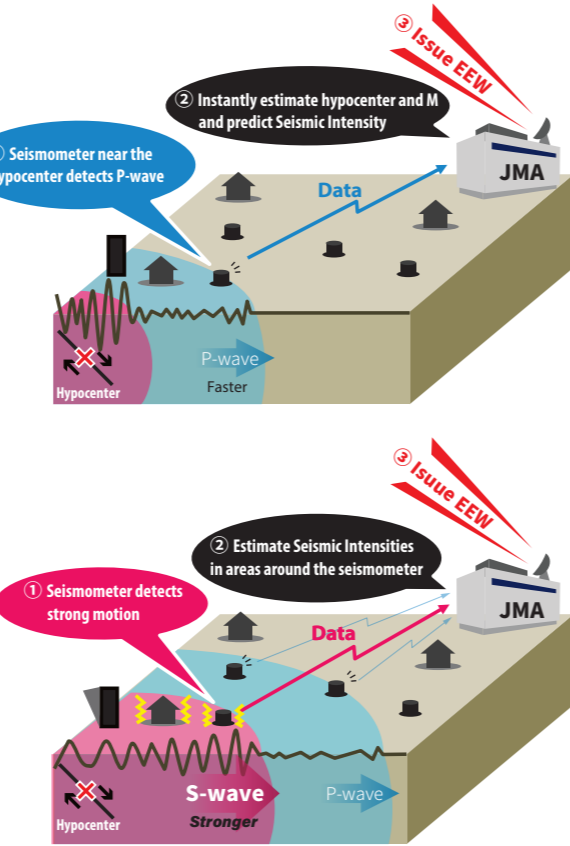 ③ Issue EEW
② Instantly estimate hypocenter and M
and predict Seismic Intensity
Seismometer near the
ypocenter detects P-wave
JMA
Data
P-wave
Faster
Hypocenter
③ Isuue EEW
② Estimate Seismic Intensities
in areas around the seismometer
① Seismometer detects
strong motion
JMA
Data
S-wave
Stronger
P-wave
Hypocenter